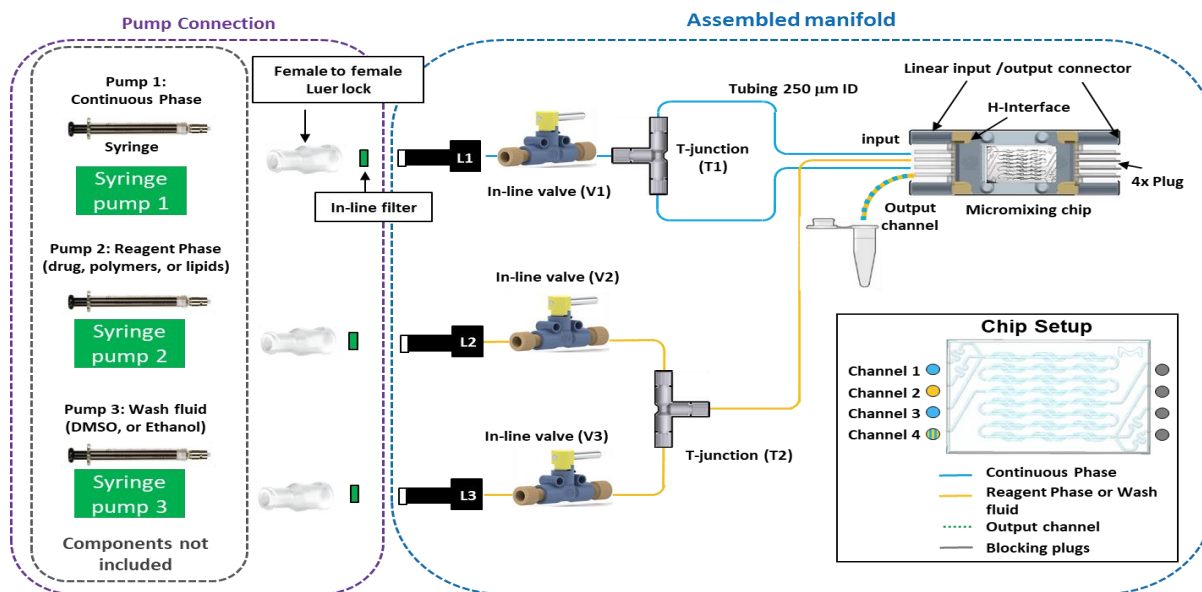 Pump Connection
Assembled manifold
Pump 1:
Continuous Phase
Syringe
Syringe
pump 1
Pump 2: Reagent Phase
(drug, polymers, or lipids)
Syringe
pump 2
Pump 3: Wash fluid
(DMSO, or Ethanol)
Syringe
pump 3
Components not
included
Female to female
Luer lock
In-line filter
L1
In-line valve (V1)
T-junction
(T1)
Tubing 250 µm ID
Linear input /output connector
H-Interface
input
4x Plug
Output
channel
Micromixing chip
In-line valve (V2)
L2
In-line valve (V3)
T-junction (T2)
L3
Chip Setup
M
Channel 1
Channel 2
Channel 3
Channel 4
Continuous Phase
Reagent Phase or Wash
fluid
Output channel
Blocking plugs